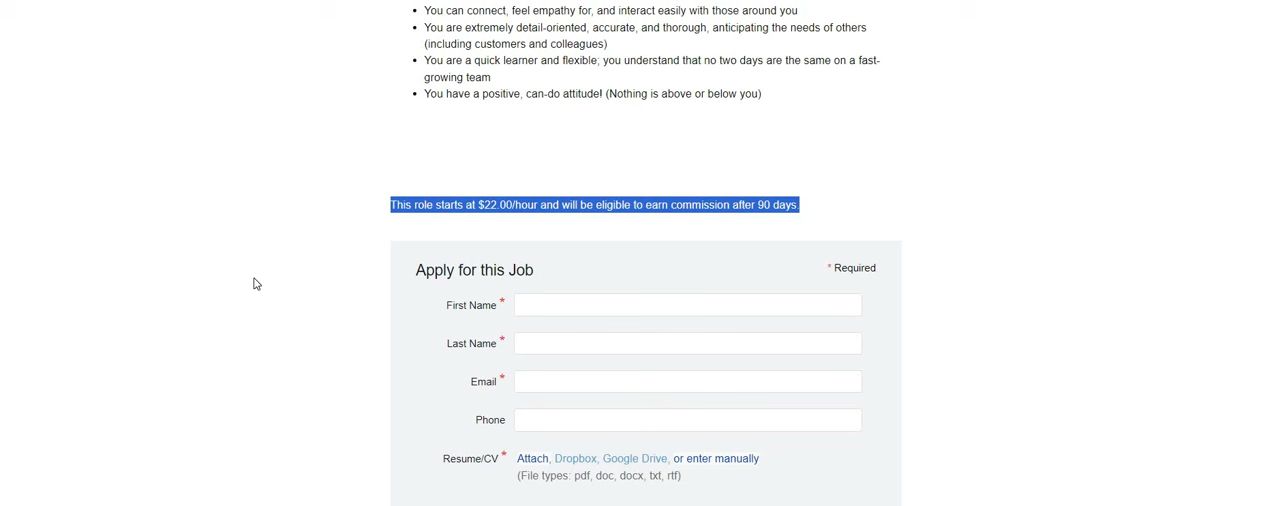 You can connect, feel empathy for, and interact easily with those around you
You are extremely detail-oriented, accurate, and thorough, anticipating the needs of others
(including customers and colleagues)
You are a quick learner and flexible; you understand that no two days are the same on a fast-
growing team
You have a positive, can-do attitude! (Nothing is above or below you)
This role starts at $22.00/hour and will be eligible to earn commission after 90 days.
Apply for this Job
* Required
First Name *
Last Name *
Email *
Phone
Resume/CV * Attach, Dropbox, Google Drive, or enter manually
(File types: pdf, doc, docx, txt, rtf)